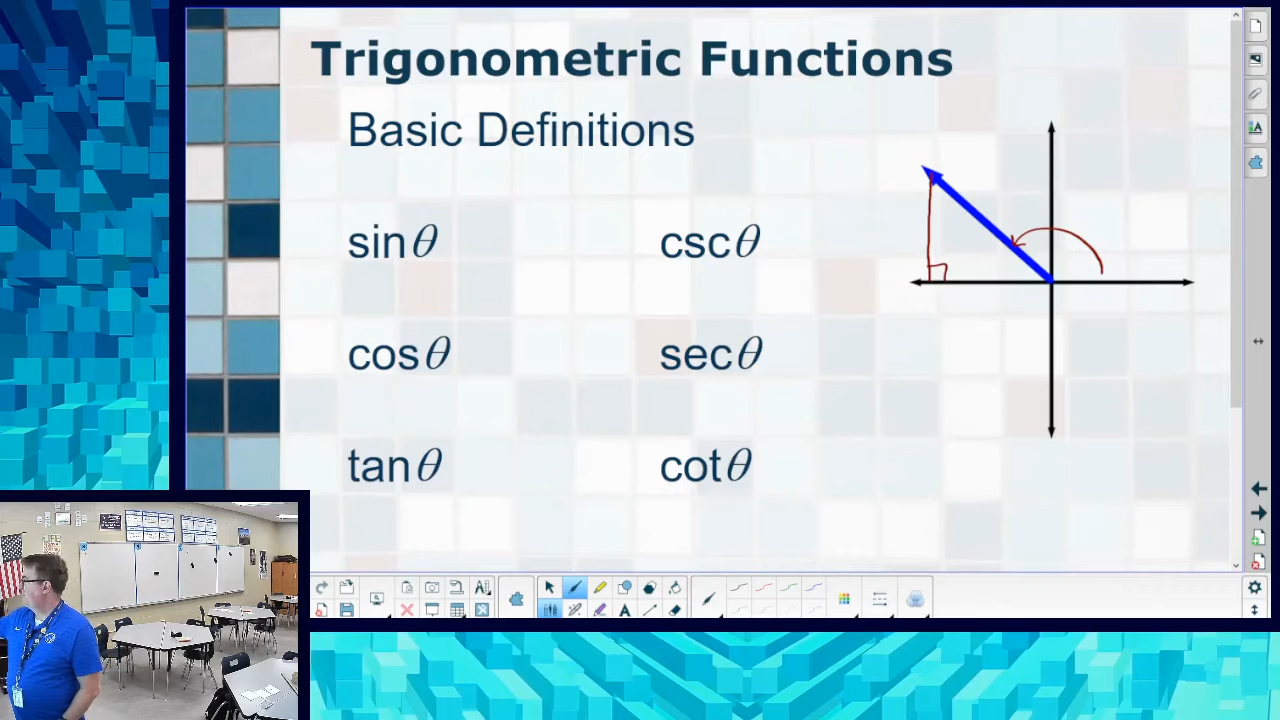 Trigonometric Functions
Basic Definitions
sinθ cscθ
cosθ secθ
tanθ cotθ